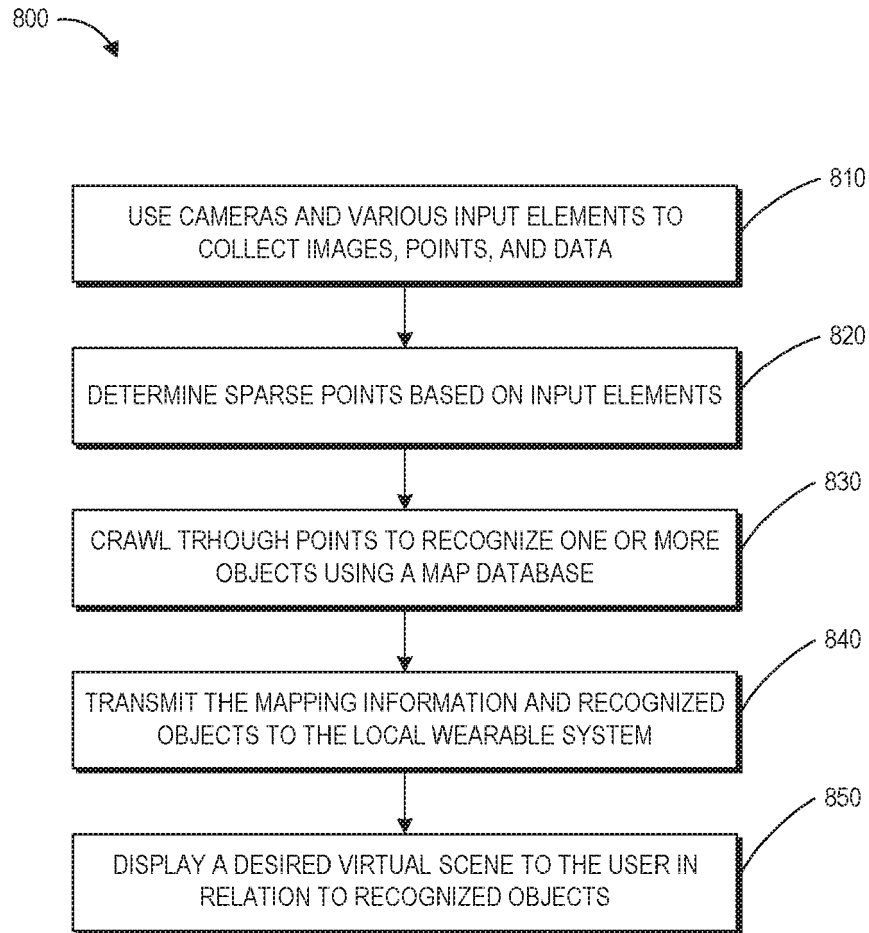 800
810
USE CAMERAS AND VARIOUS INPUT ELEMENTS TO
COLLECT IMAGES, POINTS, AND DATA
820
DETERMINE SPARSE POINTS BASED ON INPUT ELEMENTS
830
CRAWL TRHOUGH POINTS TO RECOGNIZE ONE OR MORE
OBJECTS USING A MAP DATABASE
840
TRANSMIT THE MAPPING INFORMATION AND RECOGNIZED
OBJECTS TO THE LOCAL WEARABLE SYSTEM
850
DISPLAY A DESIRED VIRTUAL SCENE TO THE USER IN
RELATION TO RECOGNIZED OBJECTS